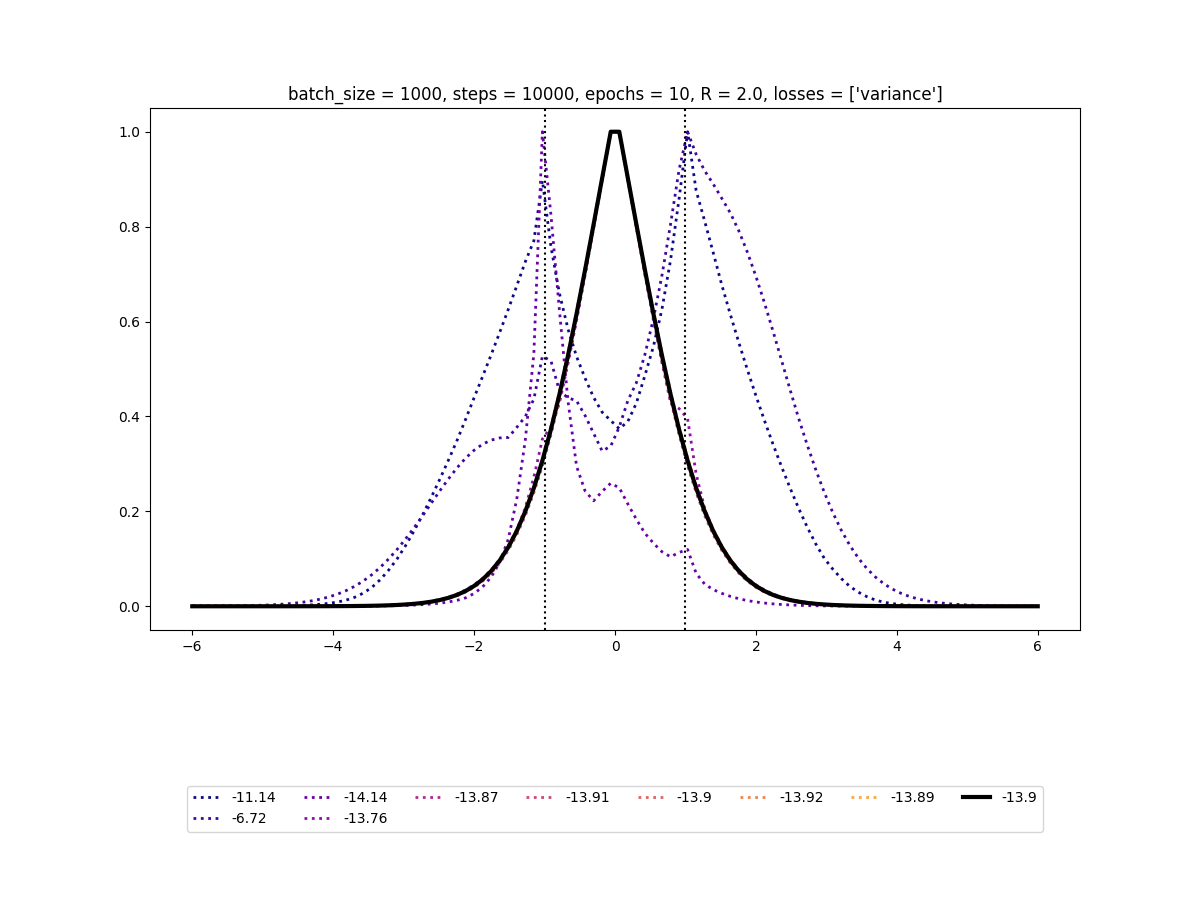 batch_size = 1000, steps = 10000, epochs = 10, R = 2.0, losses = ['variance']
1.0
0.8
0.6
0.4
0.2
0.0
−6 −4 −2 0 2 4 6
-11.14 -14.14 -13.87 -13.91 -13.9 -13.92 -13.89 -13.9
-6.72 -13.76